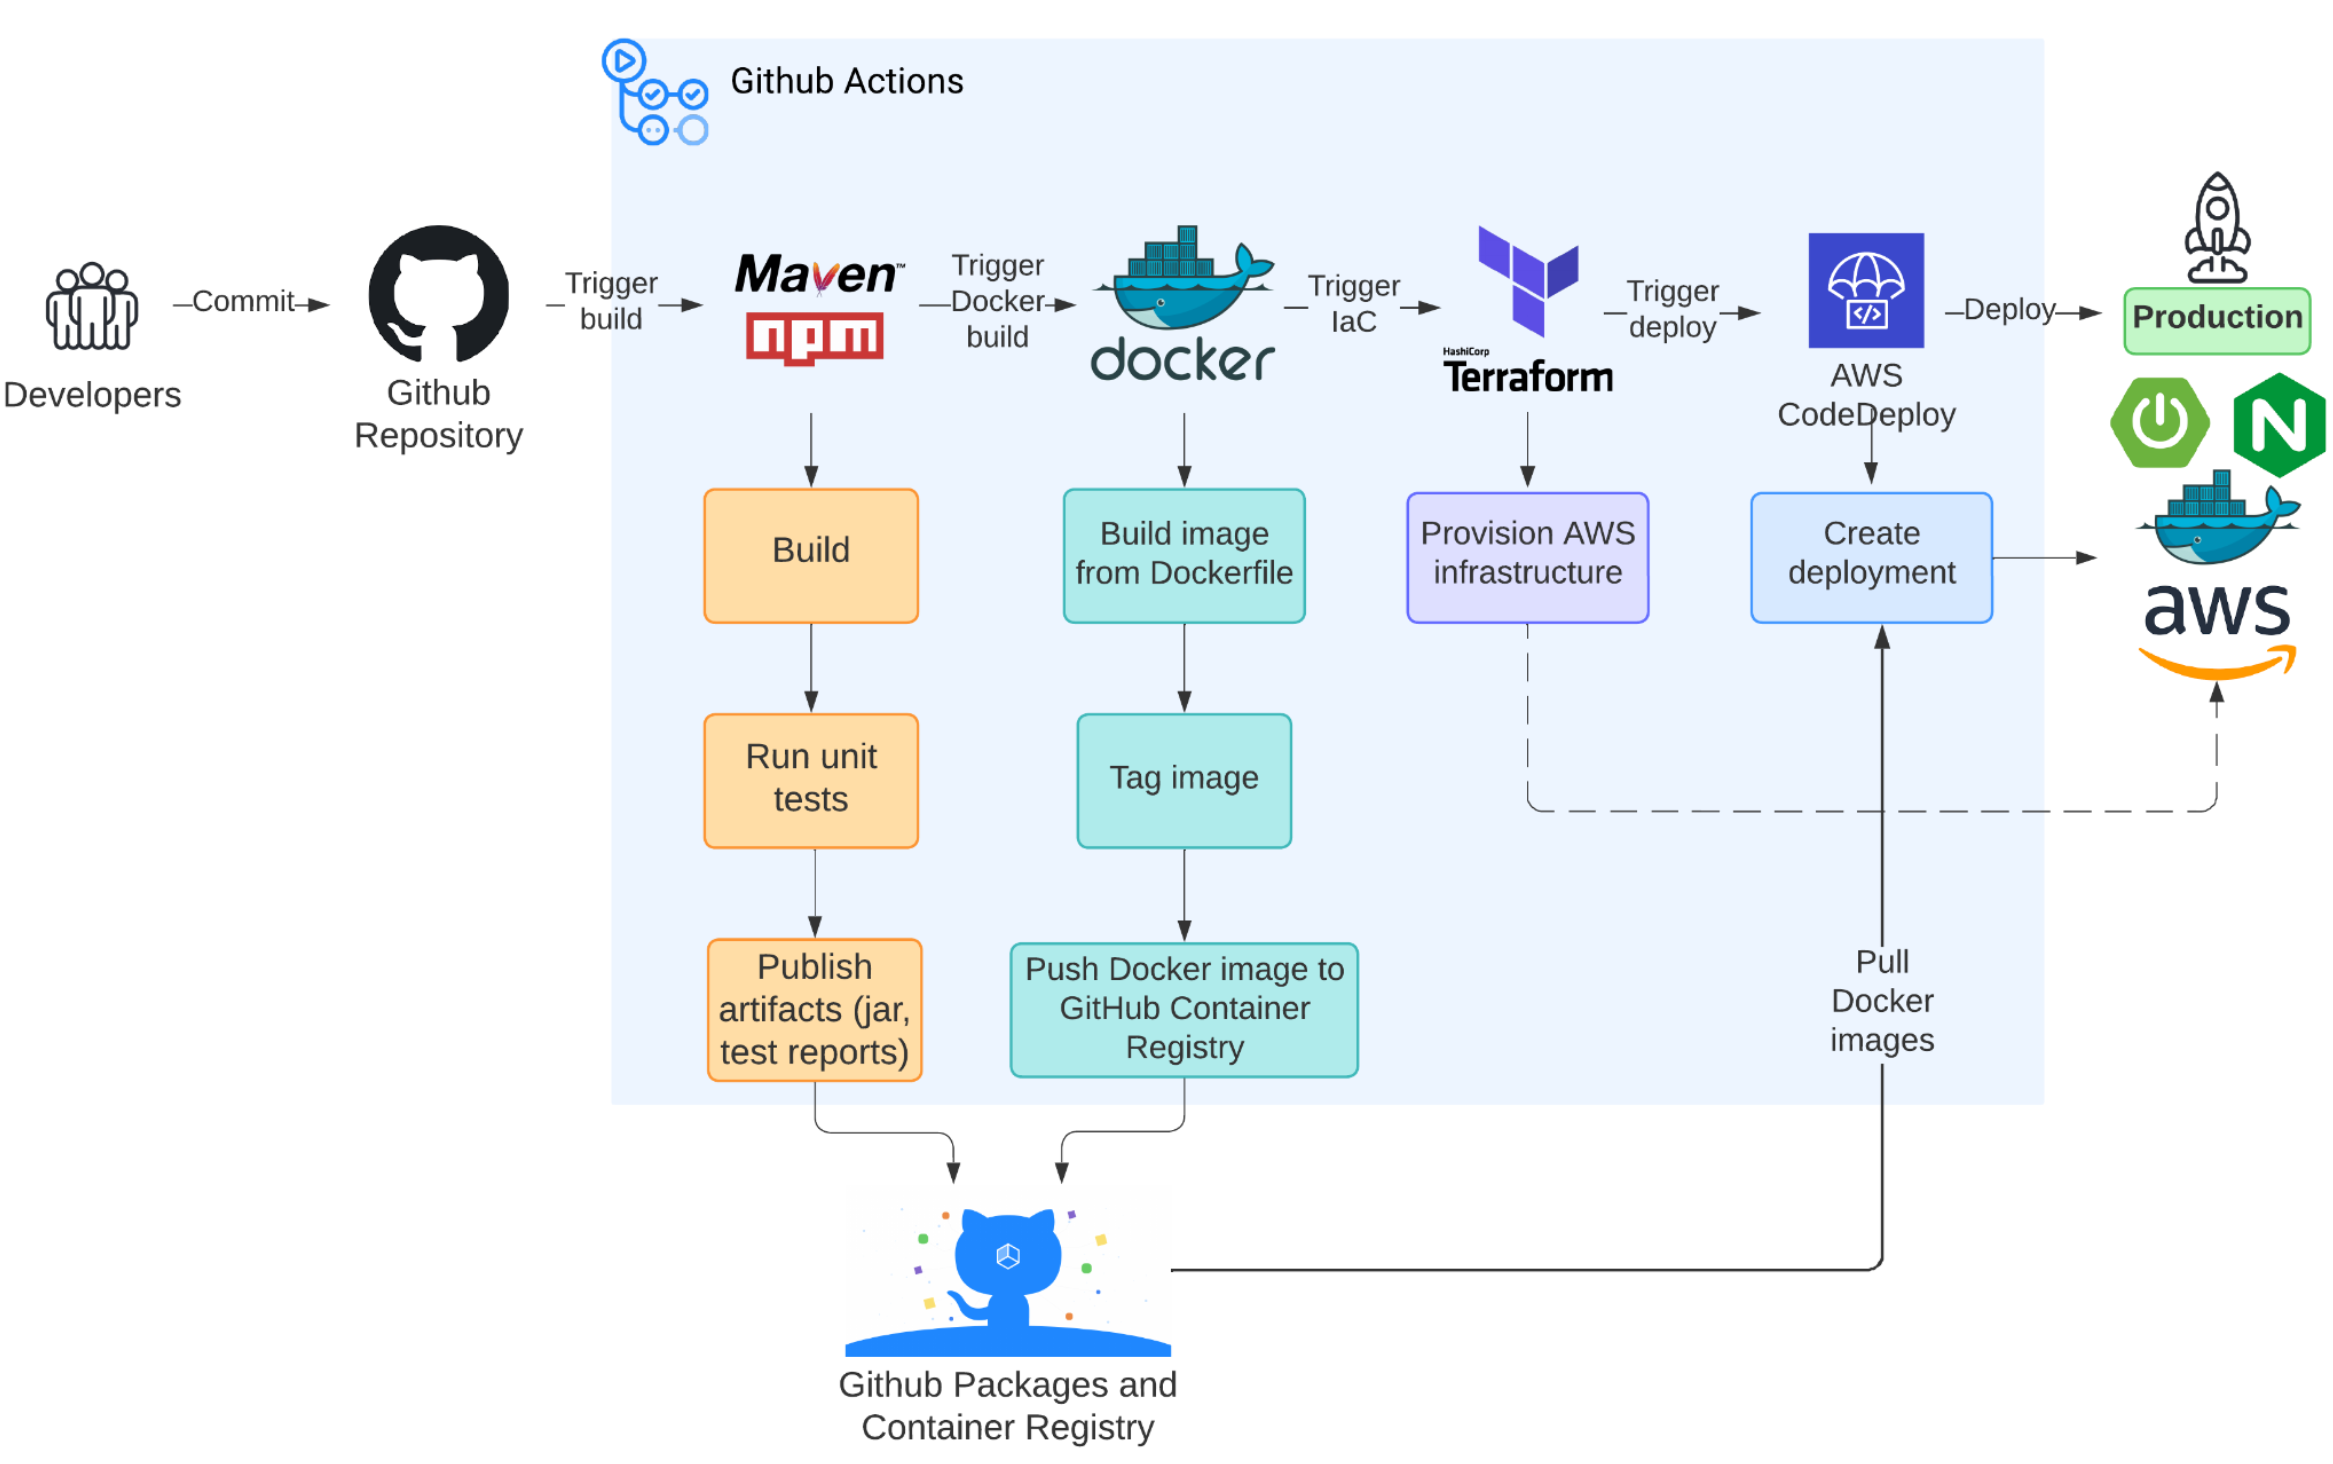 Github Actions
Developers
Commit
Github
Repository
Trigger
build
Maven™
npm
Trigger
Docker
build
docker
Trigger
IaC
HashiCorp
Terraform
Trigger
deploy
AWS
CodeDeploy
Deploy
Production
N
aws
Build
Run unit
tests
Publish
artifacts (jar,
test reports)
Build image
from Dockerfile
Tag image
Push Docker image to
GitHub Container
Registry
Provision AWS
infrastructure
Create
deployment
Pull
Docker
images
Github Packages and
Container Registry